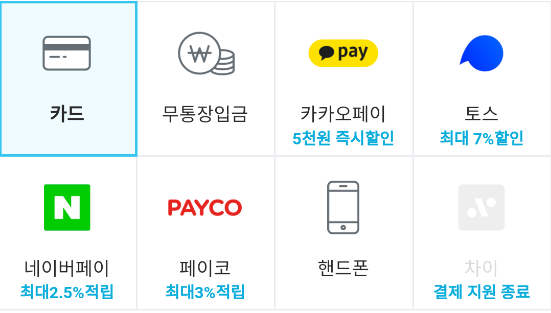 카드
무통장입금
pay
카카오페이
5천원 즉시할인
토스
최대 7%할인
N
네이버페이
최대2.5%적립
PAYCO
페이코
최대3%적립
핸드폰
차이
결제 지원 종료